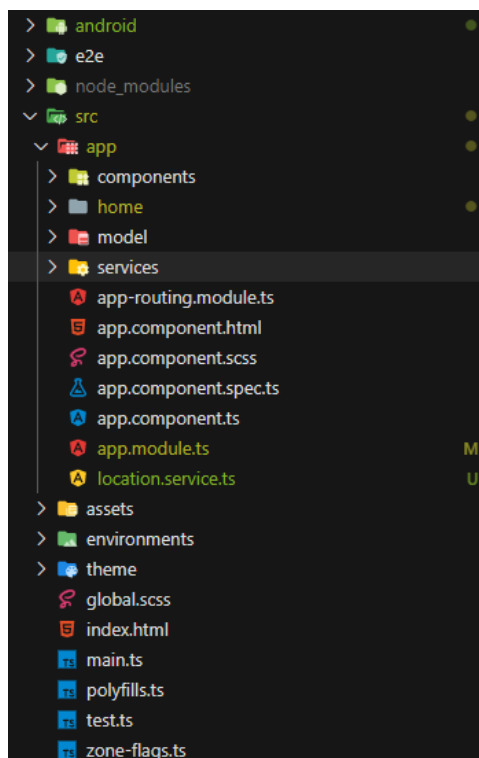 android
e2e
node_modules
src
app
components
home
model
services
app-routing.module.ts
app.component.html
app.component.scss
app.component.spec.ts
app.component.ts
app.module.ts M
location.service.ts U
assets
environments
theme
global.scss
index.html
main.ts
polyfills.ts
test.ts
zone-flags.ts